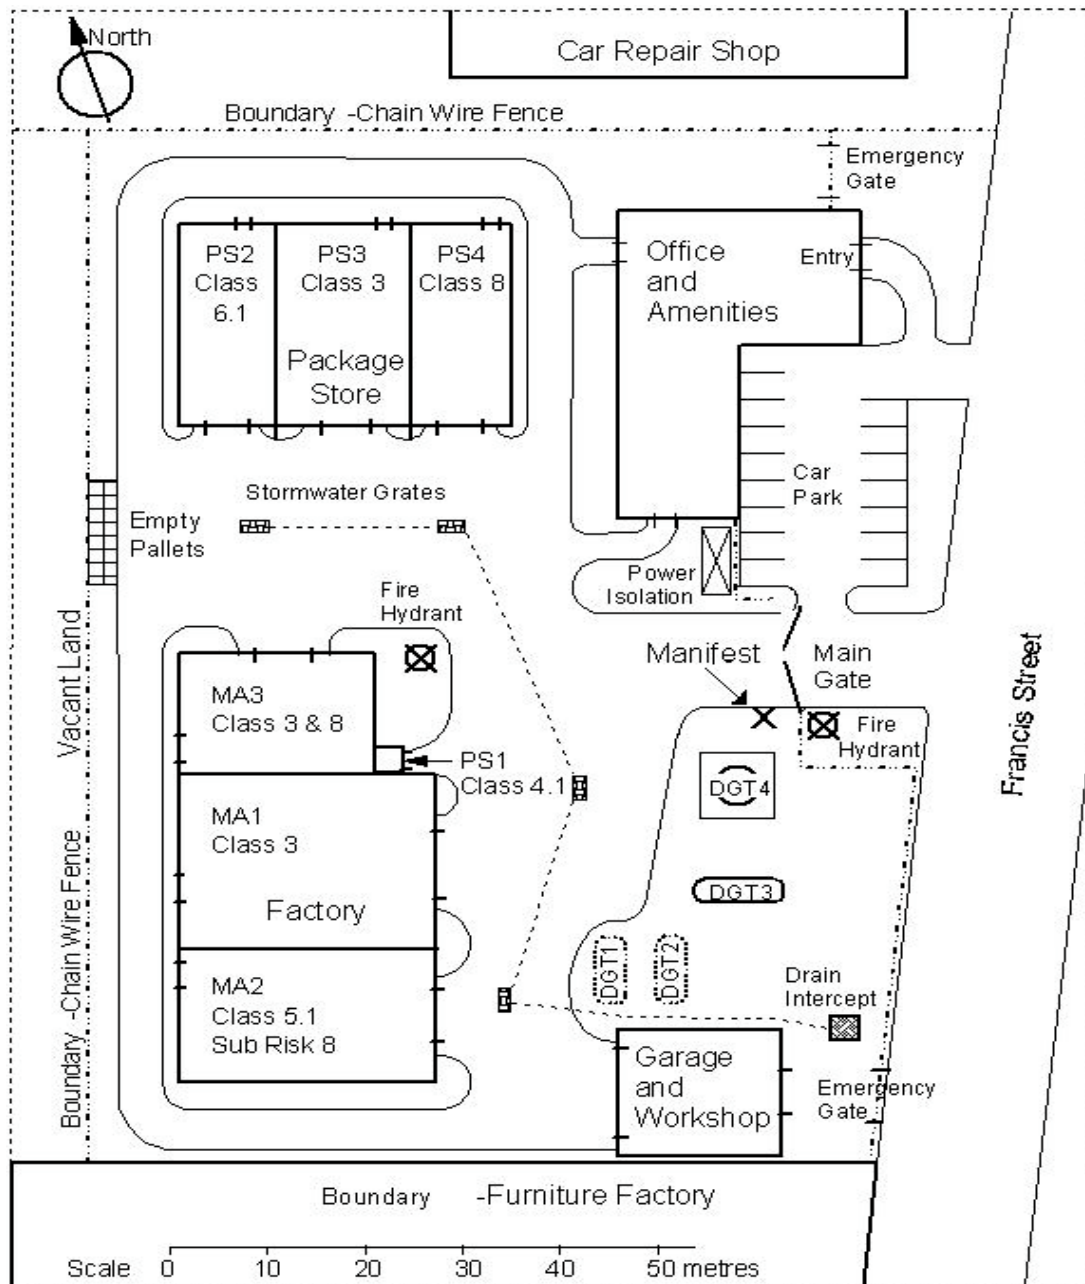 North
Car Repair Shop
Boundary -Chain Wire Fence
Emergency
Gate
PS2
Class
6.1
PS3
Class 3
PS4
Class 8
Package
Store
Office
and
Amenities
Entry
Car
Park
Stormwater Grates
Empty
Pallets
Power
Isolation
Fire
Hydrant
Vacant Land
Boundary -Chain Wire Fence
MA3
Class 3 & 8
PS1
Class 4.1
Manifest
Main
Gate
Fire
Hydrant
Francis Street
MA1
Class 3
Factory
DGT4
DGT3
DGT1
DGT2
MA2
Class 5.1
Sub Risk 8
Drain
Intercept
Garage
and
Workshop
Emergency
Gate
Boundary -Furniture Factory
Scale 0 10 20 30 40 50 metres